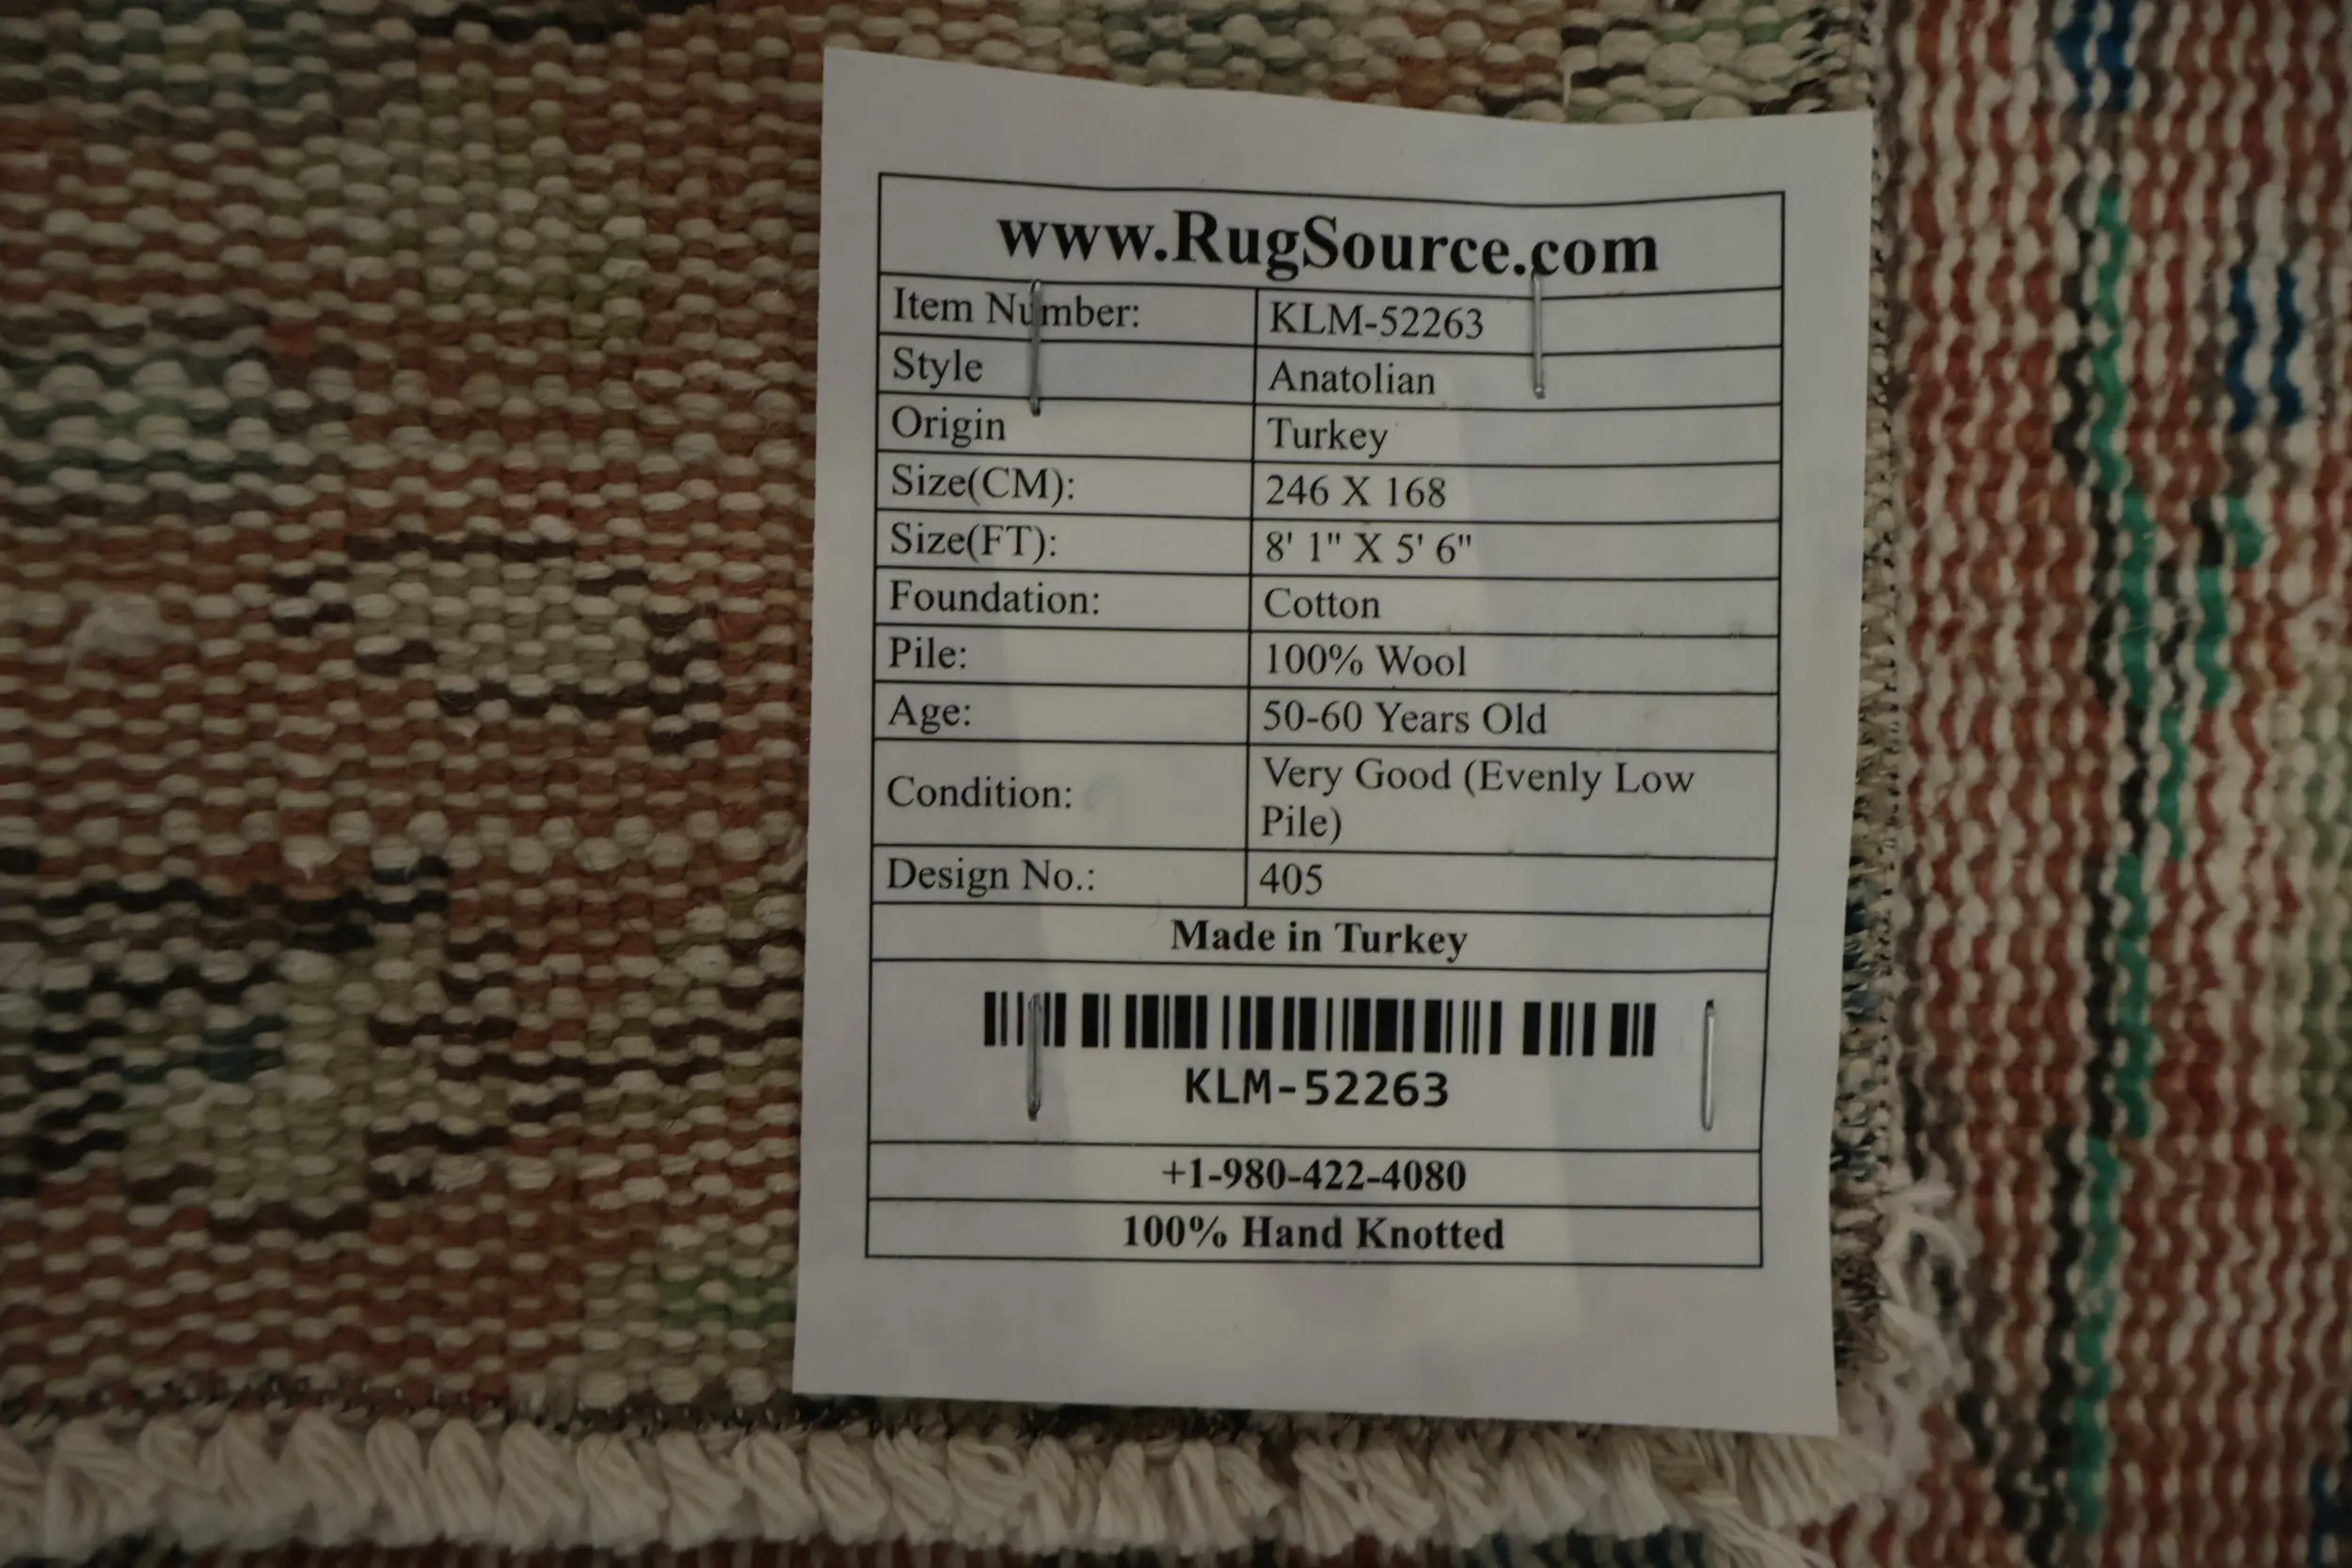 www.RugSource.com
Item Number: KLM-52263
Style Anatolian
Origin Turkey
Size(CM): 246 X 168
Size(FT): 8' 1" X 5' 6"
Foundation: Cotton
Pile: 100% Wool
Age: 50-60 Years Old
Condition: Very Good (Evenly Low
Pile)
Design No.: 405
Made in Turkey
KLM-52263
+1-980-422-4080
100% Hand Knotted